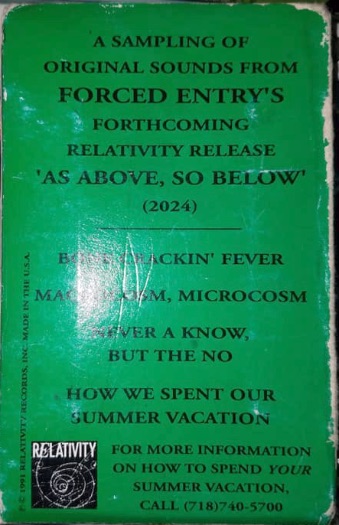 A SAMPLING OF
ORIGINAL SOUNDS FROM
FORCED ENTRY'S
FORTHCOMING
RELATIVITY RELEASE
'AS ABOVE, SO BELOW'
(2024)
FEVER
MICROCOSM
A KNOW,
BUT THE NO
HOW WE SPENT OUR
SUMMER VACATION
RELATIVITY
FOR MORE INFORMATION
ON HOW TO SPEND YOUR
SUMMER VACATION,
CALL (718)740-5700
℗ © 1991 RELATIVITY RECORDS, INC. MADE IN THE U.S.A.